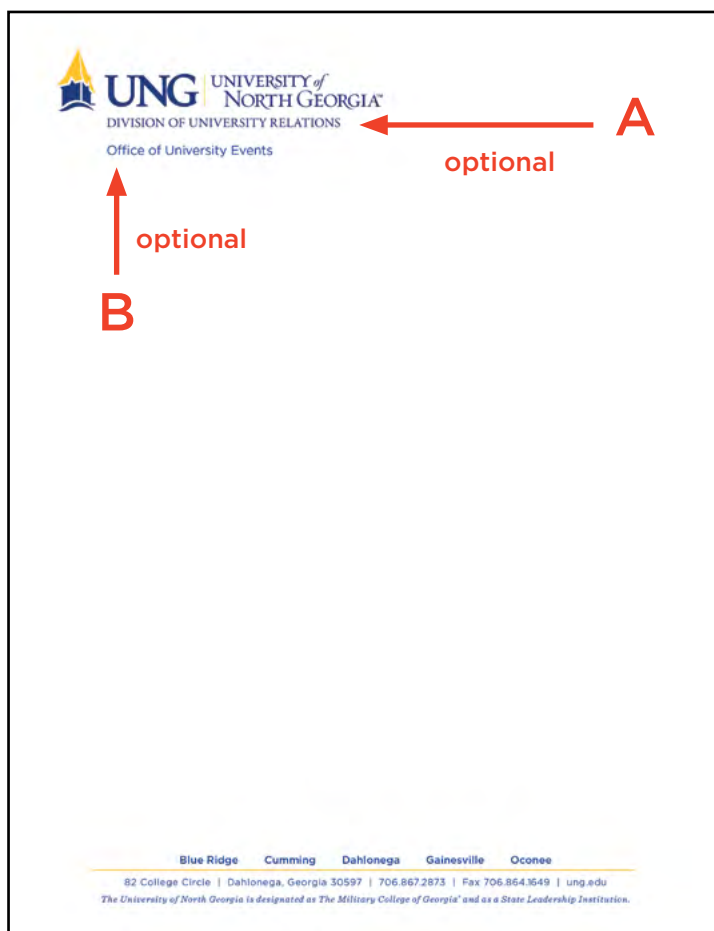 UNG UNIVERSITY of
NORTH GEORGIA™
DIVISION OF UNIVERSITY RELATIONS
A
Office of University Events
optional
optional
B
Blue Ridge Cumming Dahlonega Gainesville Oconee
82 College Circle | Dahlonega, Georgia 30597 | 706.867.2873 | Fax 706.864.1649 | ung.edu
The University of North Georgia is designated as The Military College of Georgia' and as a State Leadership Institution.